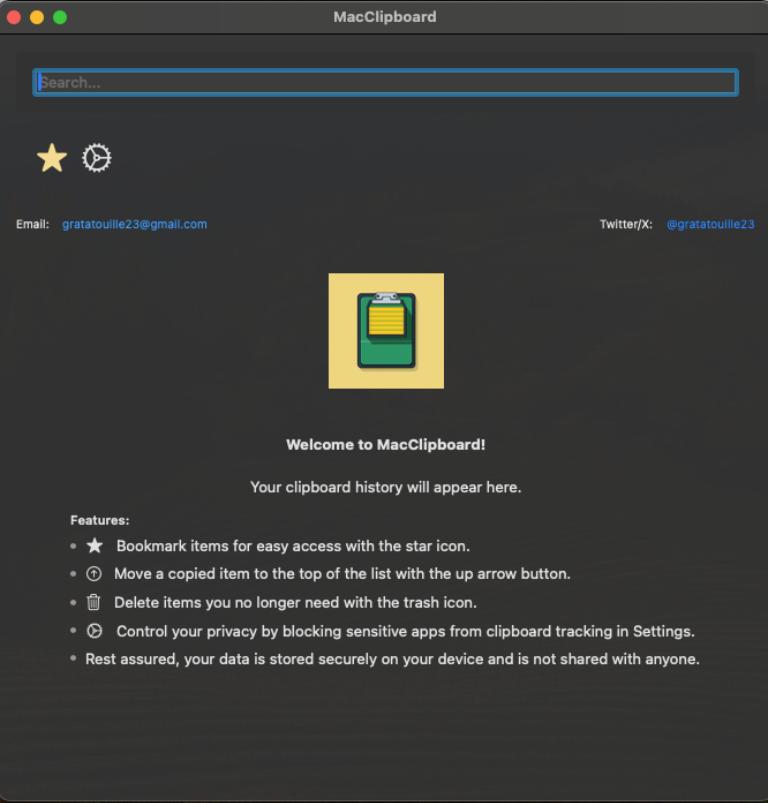 MacClipboard
Search...
Email: gratatouille23@gmail.com Twitter/X: @gratatouille23
Welcome to MacClipboard!
Your clipboard history will appear here.
Features:
Bookmark items for easy access with the star icon.
Move a copied item to the top of the list with the up arrow button.
Delete items you no longer need with the trash icon.
Control your privacy by blocking sensitive apps from clipboard tracking in Settings.
Rest assured, your data is stored securely on your device and is not shared with anyone.